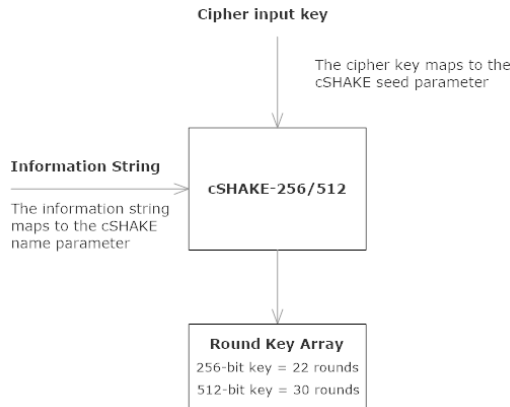 Cipher input key
The cipher key maps to the
cSHAKE seed parameter
Information String
cSHAKE-256/512
The information string
maps to the cSHAKE
name parameter
Round Key Array
256-bit key = 22 rounds
512-bit key = 30 rounds